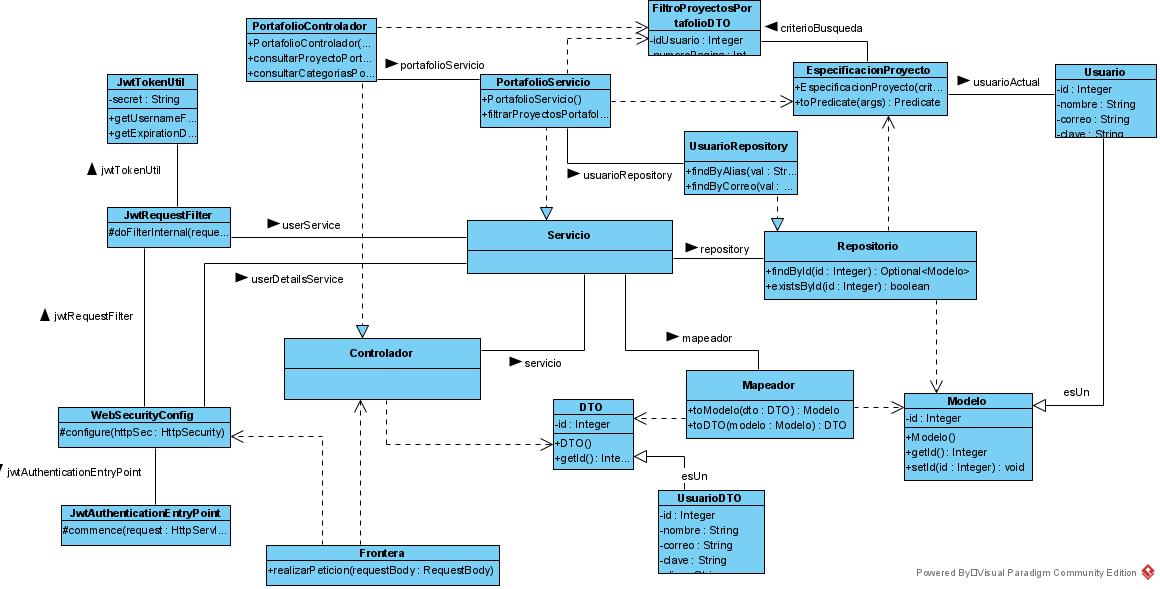 PortafolioControlador
+PortafolioControlador(...
+consultarProyectoPort...
+consultarCategoriasPo...
FiltroProyectosPor
tafolioDTO
-idUsuario : Integer
criterioBusqueda
portafolioServicio
JwtTokenUtil
-secret : String
+getUsernameF...
+getExpirationD...
PortafolioServicio
+PortafolioServicio()
+filtrarProyectosPortafol...
EspecificacionProyecto
+EspecificacionProyecto(crit...
+toPredicate(args) : Predicate
usuarioActual
Usuario
-id : Integer
-nombre : String
-correo : String
-clave : String
UsuarioRepository
+findByAlias(val : Str...
+findByCorreo(val : ...
usuarioRepository
jwtTokenUtil
JwtRequestFilter
#doFilterInternal(reque...
userService
Servicio
repository
Repositorio
+findById(id : Integer) : Optional<Modelo>
+existsById(id : Integer) : boolean
userDetailsService
jwtRequestFilter
Controlador
servicio
mapeador
Mapeador
+toModelo(dto : DTO) : Modelo
+toDTO(modelo : Modelo) : DTO
esUn
Modelo
-id : Integer
+Modelo()
+getId() : Integer
+setId(id : Integer) : void
WebSecurityConfig
#configure(httpSec : HttpSecurity)
DTO
-id : Integer
+DTO()
+getId() : Inte...
esUn
jwtAuthenticationEntryPoint
UsuarioDTO
-id : Integer
-nombre : String
-correo : String
-clave : String
JwtAuthenticationEntryPoint
#commence(request : HttpServl...
Frontera
+realizarPeticion(requestBody : RequestBody)
Powered By Visual Paradigm Community Edition